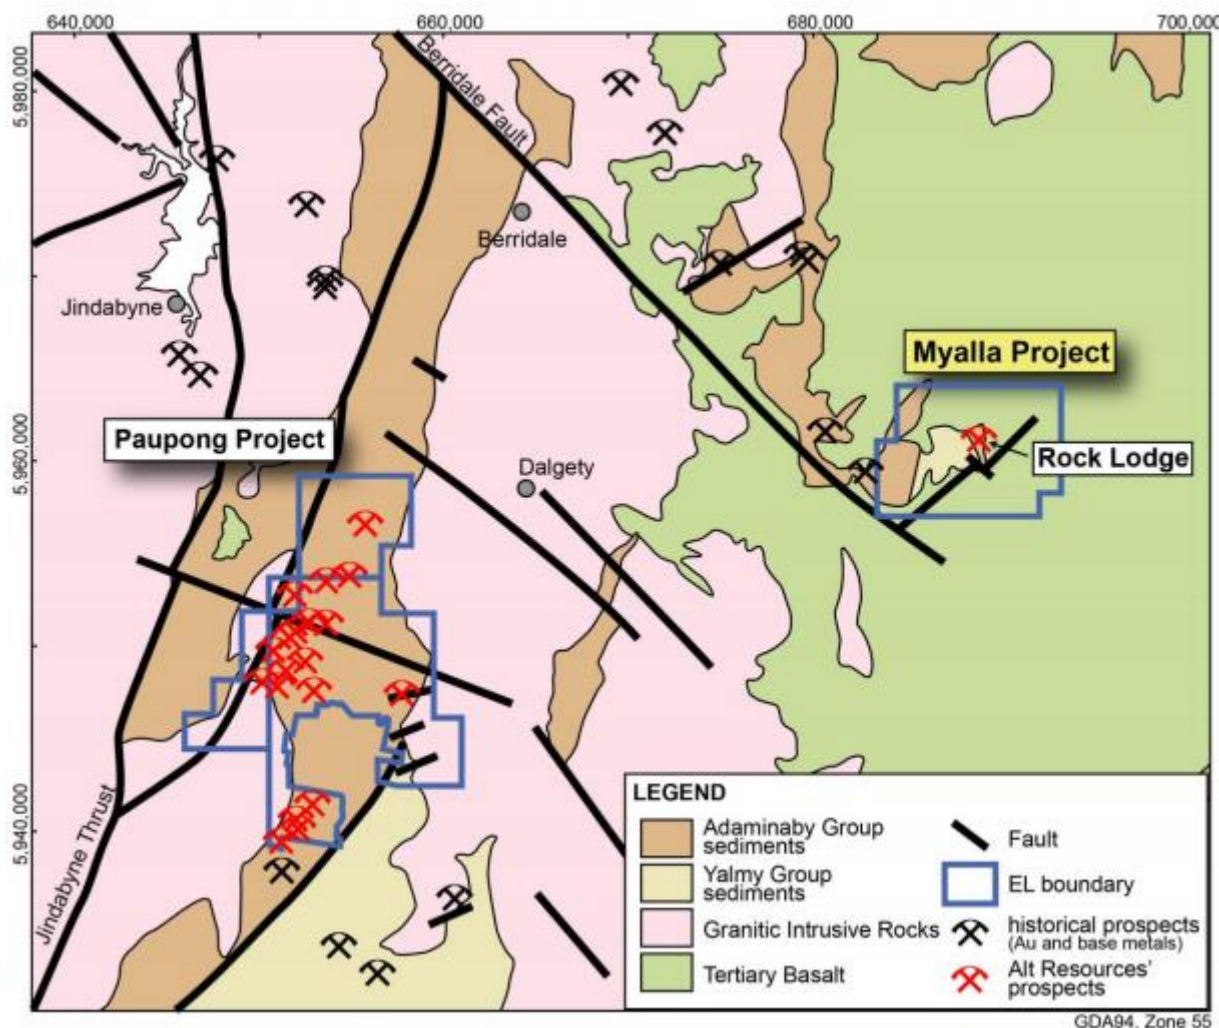 640,000
660,000
680,000
700,000
5,980,000
5,960,000
5,940,000
Berridale Fault
Berridale
Jindabyne
Myalla Project
Paupong Project
Rock Lodge
Dalgety
Jindabyne Thrust
LEGEND
Adaminaby Group
sediments
Yalmy Group
sediments
Granitic Intrusive Rocks
Tertiary Basalt
Fault
EL boundary
historical prospects
(Au and base metals)
Alt Resources'
prospects
GDA94, Zone 55